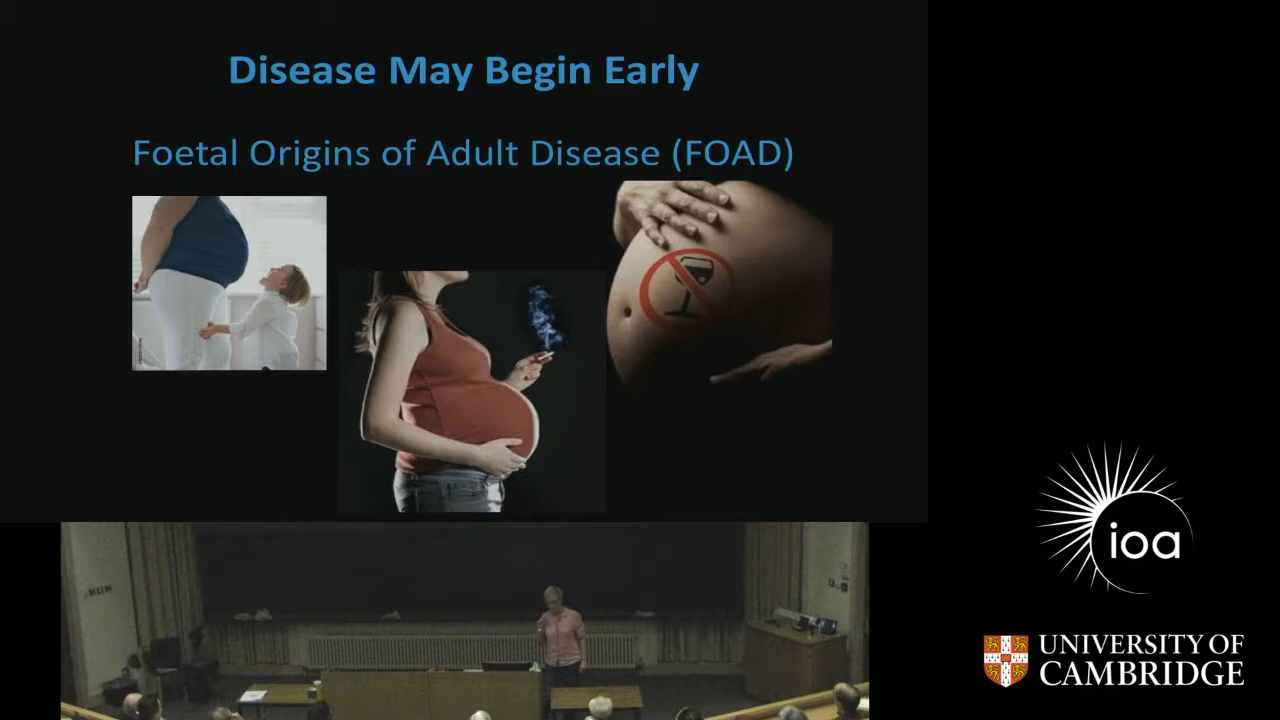 Disease May Begin Early
Foetal Origins of Adult Disease (FOAD)
ioa
UNIVERSITY OF
CAMBRIDGE